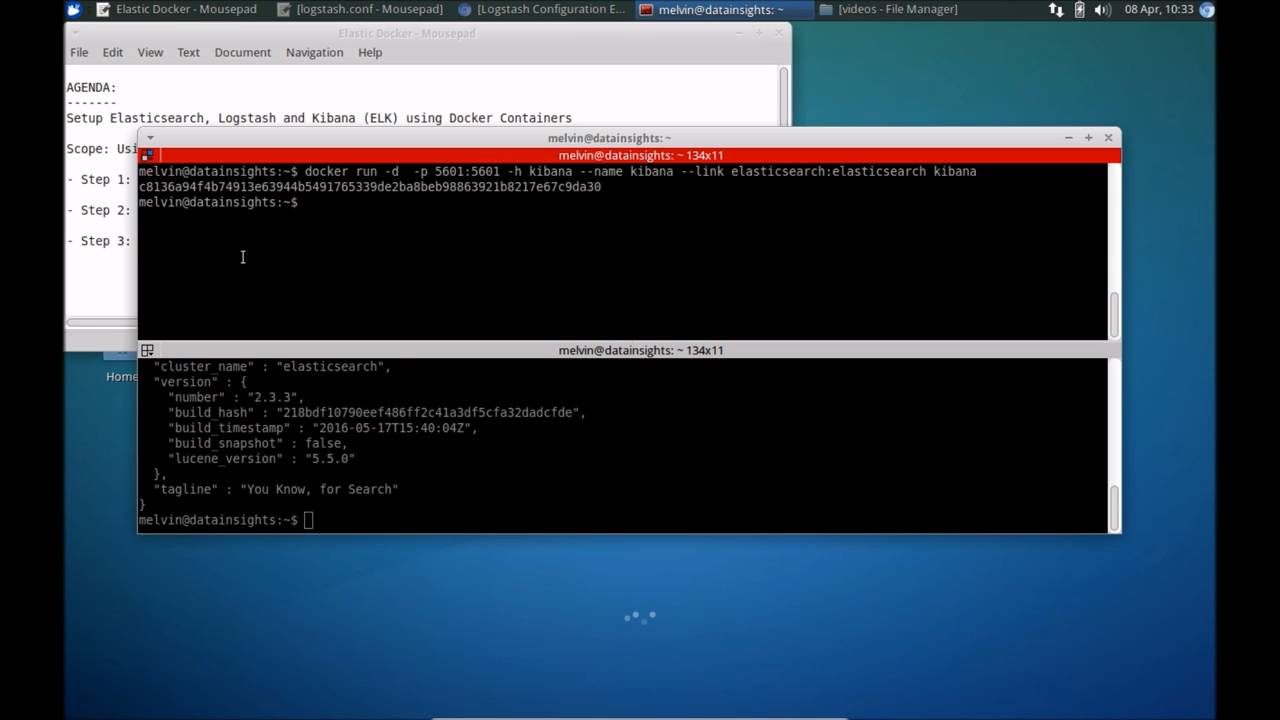 Elastic Docker - Mousepad
[logstash.conf - Mousepad]
[Logstash Configuration E...
melvin@datainsights: ~
[videos - File Manager]
08 Apr, 10:33
Elastic Docker - Mousepad
File Edit View Text Document Navigation Help
AGENDA:
-------
Setup Elasticsearch, Logstash and Kibana (ELK) using Docker Containers
Scope: Usi
- Step 1:
- Step 2:
- Step 3:
melvin@datainsights: ~
melvin@datainsights: ~ 134x11
melvin@datainsights:~$ docker run -d  -p 5601:5601 -h kibana --name kibana --link elasticsearch:elasticsearch kibana
c8136a94f4b74913e63944b5491765339de2ba8beb98863921b8217e67c9da30
melvin@datainsights:~$
melvin@datainsights: ~ 134x11
"cluster_name" : "elasticsearch",
"version" : {
"number" : "2.3.3",
"build_hash" : "218bdf10790eef486ff2c41a3df5cfa32dadcfde",
"build_timestamp" : "2016-05-17T15:40:04Z",
"build_snapshot" : false,
"lucene_version" : "5.5.0"
},
"tagline" : "You Know, for Search"
}
melvin@datainsights:~$
Home